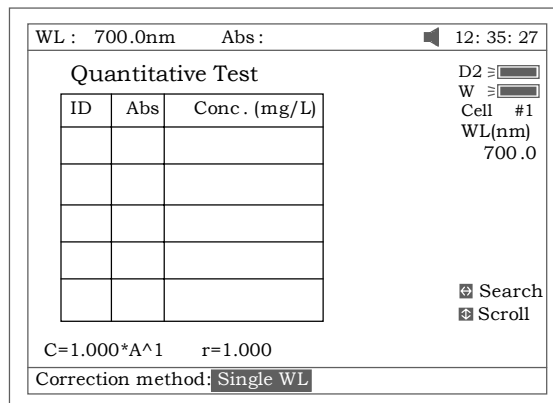 WL : 700.0nm Abs : 12: 35: 27
Quantitative Test
D2
W
Cell #1
WL(nm)
700.0
ID Abs Conc. (mg/L)
Search
Scroll
C=1.000*A^1 r=1.000
Correction method: Single WL